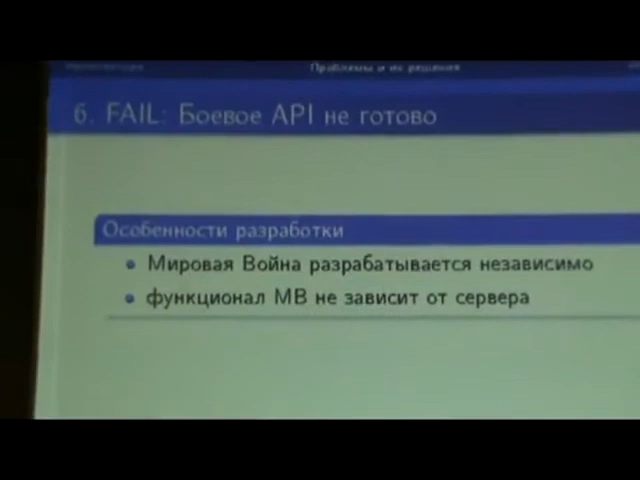 Проблемы и их решения
6. FAIL: Боевое API не готово
Особенности разработки
Мировая Война разрабатывается независимо
функционал МВ не зависит от сервера